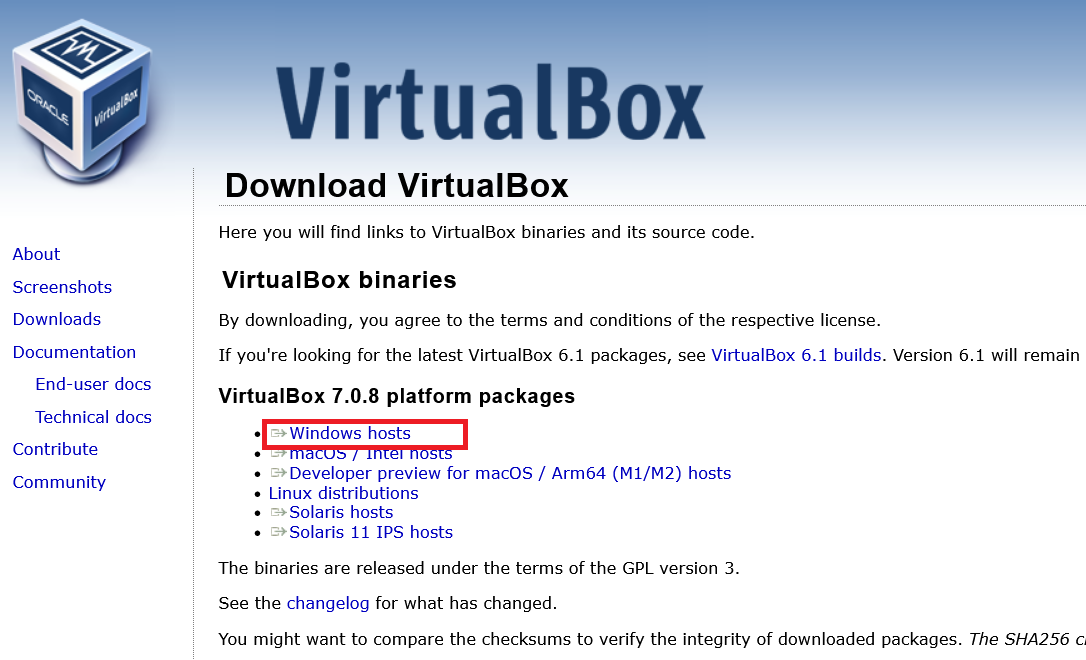 ORACLE
VirtualBox
VirtualBox
Download VirtualBox
Here you will find links to VirtualBox binaries and its source code.
About
Screenshots
Downloads
Documentation
End-user docs
Technical docs
Contribute
Community
VirtualBox binaries
By downloading, you agree to the terms and conditions of the respective license.
If you're looking for the latest VirtualBox 6.1 packages, see VirtualBox 6.1 builds. Version 6.1 will remain
VirtualBox 7.0.8 platform packages
Windows hosts
macOS / Intel hosts
Developer preview for macOS / Arm64 (M1/M2) hosts
Linux distributions
Solaris hosts
Solaris 11 IPS hosts
The binaries are released under the terms of the GPL version 3.
See the changelog for what has changed.
You might want to compare the checksums to verify the integrity of downloaded packages. The SHA256